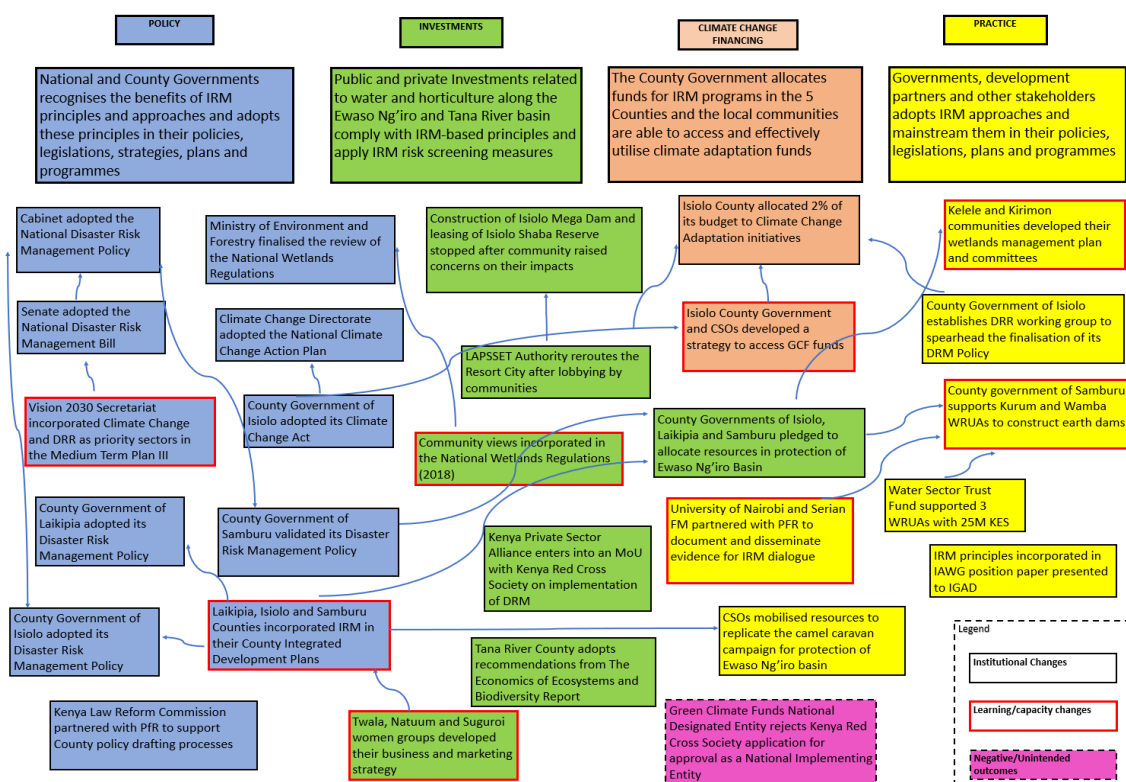 POLICY
INVESTMENTS
CLIMATE CHANGE
FINANCING
PRACTICE
National and County Governments
recognises the benefits of IRM
principles and approaches and adopts
these principles in their policies,
legislations, strategies, plans and
programmes
Public and private Investments related
to water and horticulture along the
Ewaso Ng'iro and Tana River basin
comply with IRM-based principles and
apply IRM risk screening measures
The County Government allocates
funds for IRM programs in the 5
Counties and the local communities
are able to access and effectively
utilise climate adaptation funds
Governments, development
partners and other stakeholders
adopts IRM approaches and
mainstream them in their policies,
legislations, plans and programmes
Cabinet adopted the
National Disaster Risk
Management Policy
Ministry of Environment and
Forestry finalised the review of
the National Wetlands
Regulations
Construction of Isiolo Mega Dam and
leasing of Isiolo Shaba Reserve
stopped after community raised
concerns on their impacts
Isiolo County allocated 2% of
its budget to Climate Change
Adaptation initiatives
Kelele and Kirimon
communities developed their
wetlands management plan
and committees
Senate adopted the
National Disaster Risk
Management Bill
Climate Change Directorate
adopted the National Climate
Change Action Plan
LAPSSET Authority reroutes the
Resort City after lobbying by
communities
Isiolo County Government
and CSOs developed a
strategy to access GCF funds
County Government of Isiolo
establishes DRR working group to
spearhead the finalisation of its
DRM Policy
Vision 2030 Secretariat
incorporated Climate Change
and DRR as priority sectors in
the Medium Term Plan III
County Government of
Isiolo adopted its Climate
Change Act
Community views incorporated in
the National Wetlands Regulations
(2018)
County Governments of Isiolo,
Laikipia and Samburu pledged to
allocate resources in protection of
Ewaso Ng'iro Basin
County government of Samburu
supports Kurum and Wamba
WRUAs to construct earth dams
County Government of
Laikipia adopted its
Disaster Risk
Management Policy
County Government of
Samburu validated its Disaster
Risk Management Policy
Kenya Private Sector
Alliance enters into an MoU
with Kenya Red Cross
Society on implementation
of DRM
University of Nairobi and Serian
FM partnered with PFR to
document and disseminate
evidence for IRM dialogue
Water Sector Trust
Fund supported 3
WRUAs with 25M KES
IRM principles incorporated in
IAWG position paper presented
to IGAD
County Government of
Isiolo adopted its
Disaster Risk
Management Policy
Laikipia, Isiolo and Samburu
Counties incorporated IRM in
their County Integrated
Development Plans
Tana River County adopts
recommendations from The
Economics of Ecosystems and
Biodiversity Report
CSOs mobilised resources to
replicate the camel caravan
campaign for protection of
Ewaso Ng'iro basin
Kenya Law Reform Commission
partnered with PfR to support
County policy drafting processes
Twala, Natuum and Suguroi
women groups developed
their business and marketing
strategy
Green Climate Funds National
Designated Entity rejects Kenya Red
Cross Society application for
approval as a National Implementing
Entity
Legend
Institutional Changes
Learning/capacity changes
Negative/Unintended
outcomes